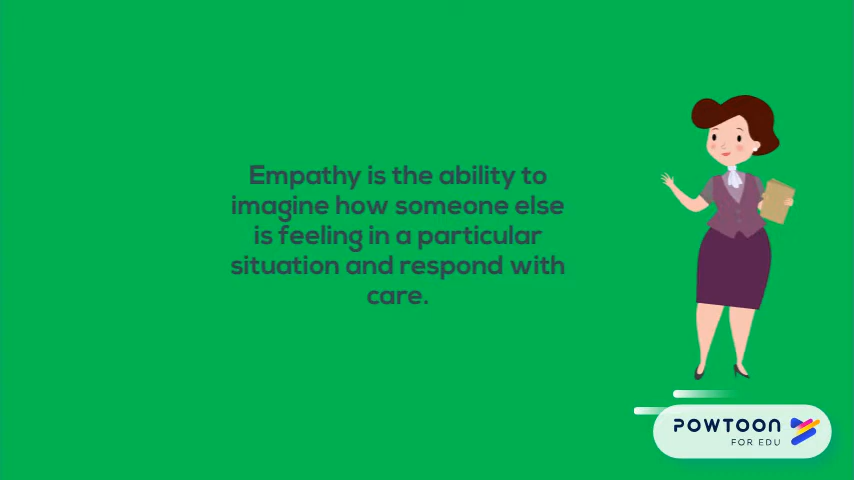 Empathy is the ability to
imagine how someone else
is feeling in a particular
situation and respond with
care.
POWTOON
FOR EDU